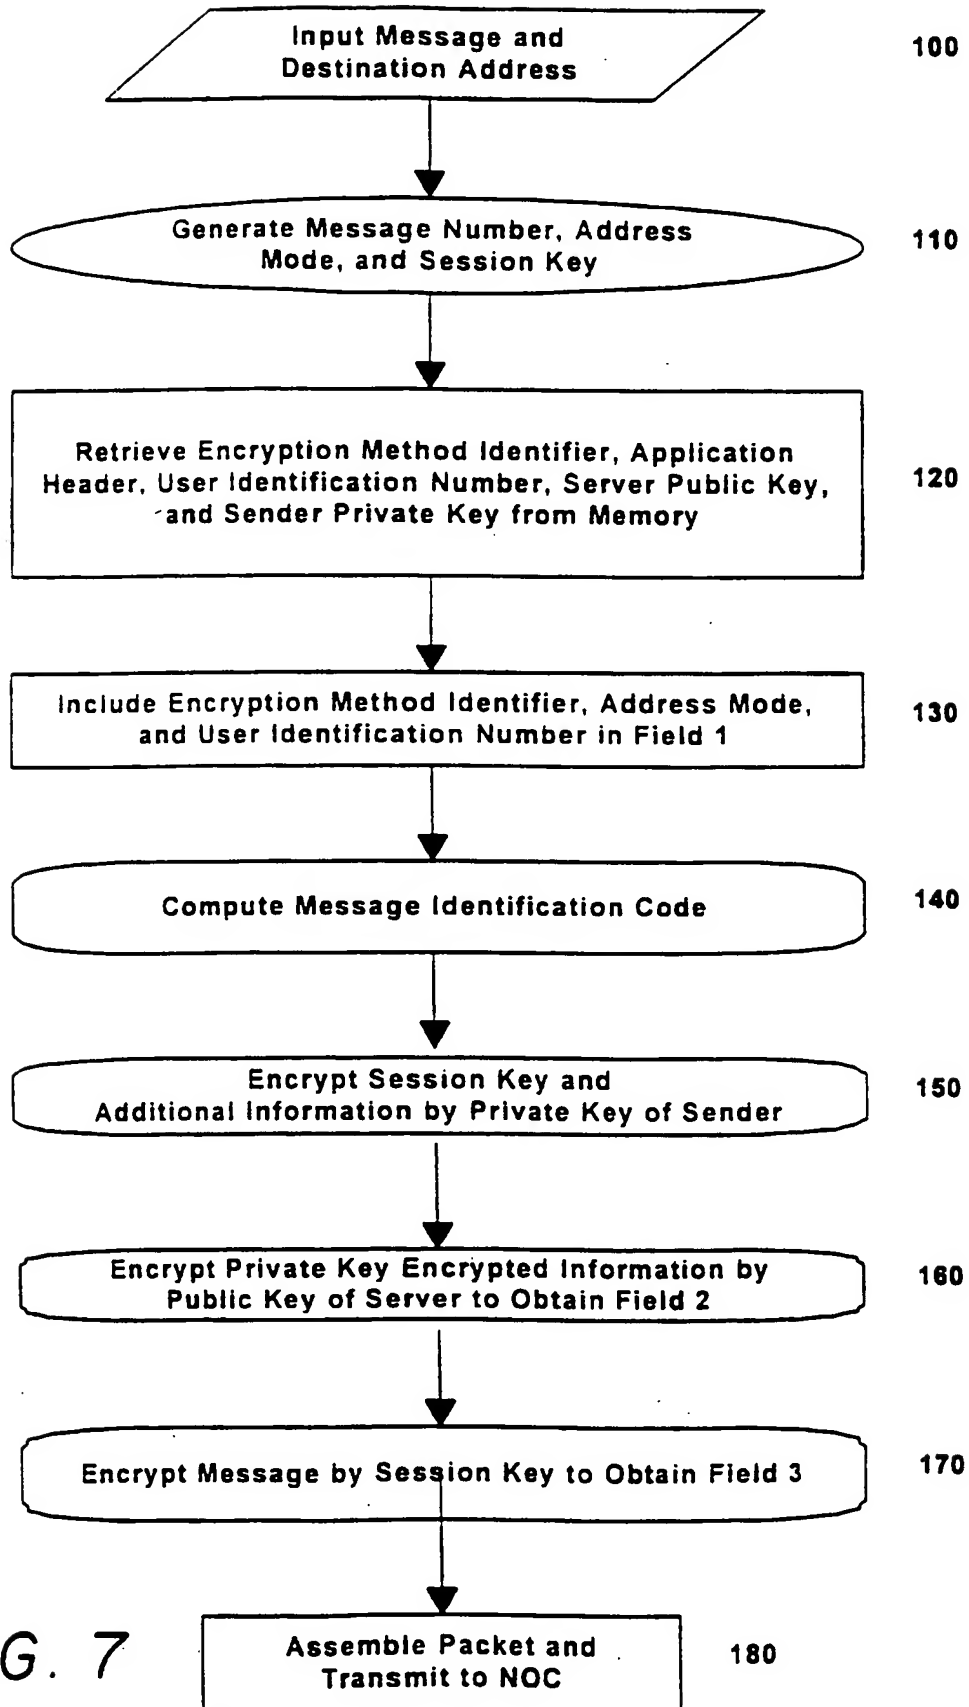 Input Message and
Destination Address
100
Generate Message Number, Address
Mode, and Session Key
110
Retrieve Encryption Method Identifier, Application
Header, User Identification Number, Server Public Key,
and Sender Private Key from Memory
120
Include Encryption Method Identifier, Address Mode,
and User Identification Number in Field 1
130
Compute Message Identification Code
140
Encrypt Session Key and
Additional Information by Private Key of Sender
150
Encrypt Private Key Encrypted Information by
Public Key of Server to Obtain Field 2
160
Encrypt Message by Session Key to Obtain Field 3
170
Assemble Packet and
Transmit to NOC
180
G. 7